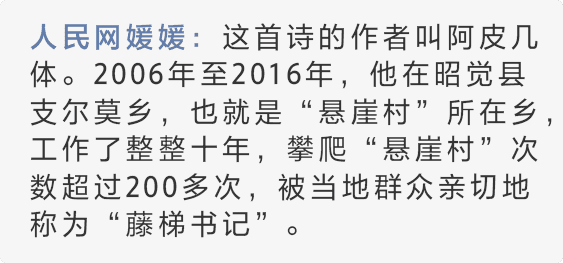 人民网媛媛：这首诗的作者叫阿皮几
体。2006年至2016年，他在昭觉县
支尔莫乡，也就是“悬崖村”所在乡，
工作了整整十年，攀爬“悬崖村”次
数超过200多次，被当地群众亲切地
称为“藤梯书记”。